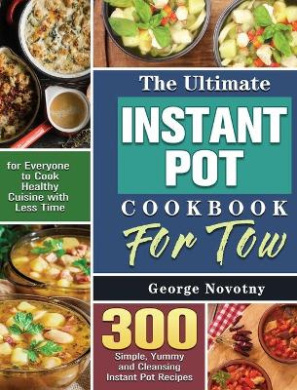 The Ultimate
INSTANT
POT
COOKBOOK
For Tow
for Everyone
to Cook
Healthy
Cuisine with
Less Time
George Novotny
300
Simple, Yummy
and Cleansing
Instant Pot Recipes